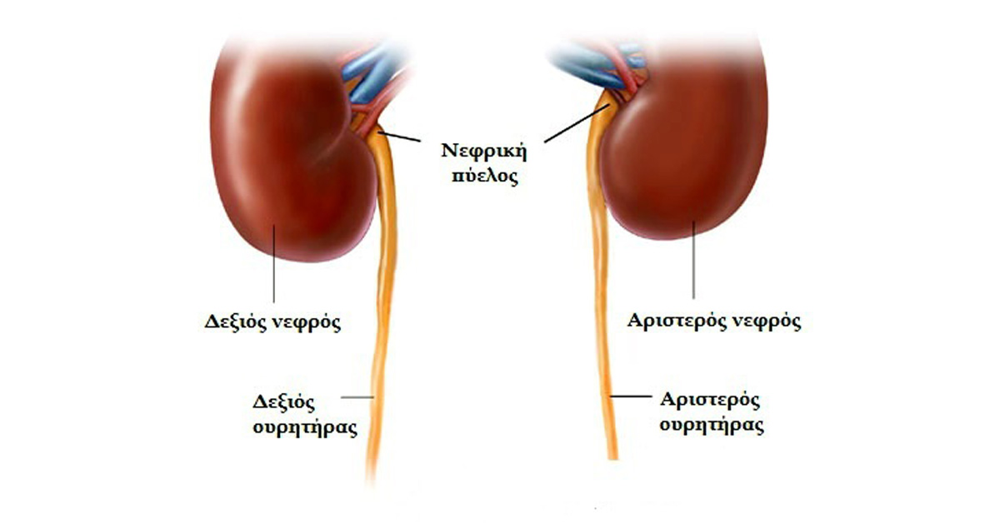 Νεφρική
πύελος
Δεξιός νεφρός
Αριστερός νεφρός
Δεξιός
ουρητήρας
Αριστερός
ουρητήρας